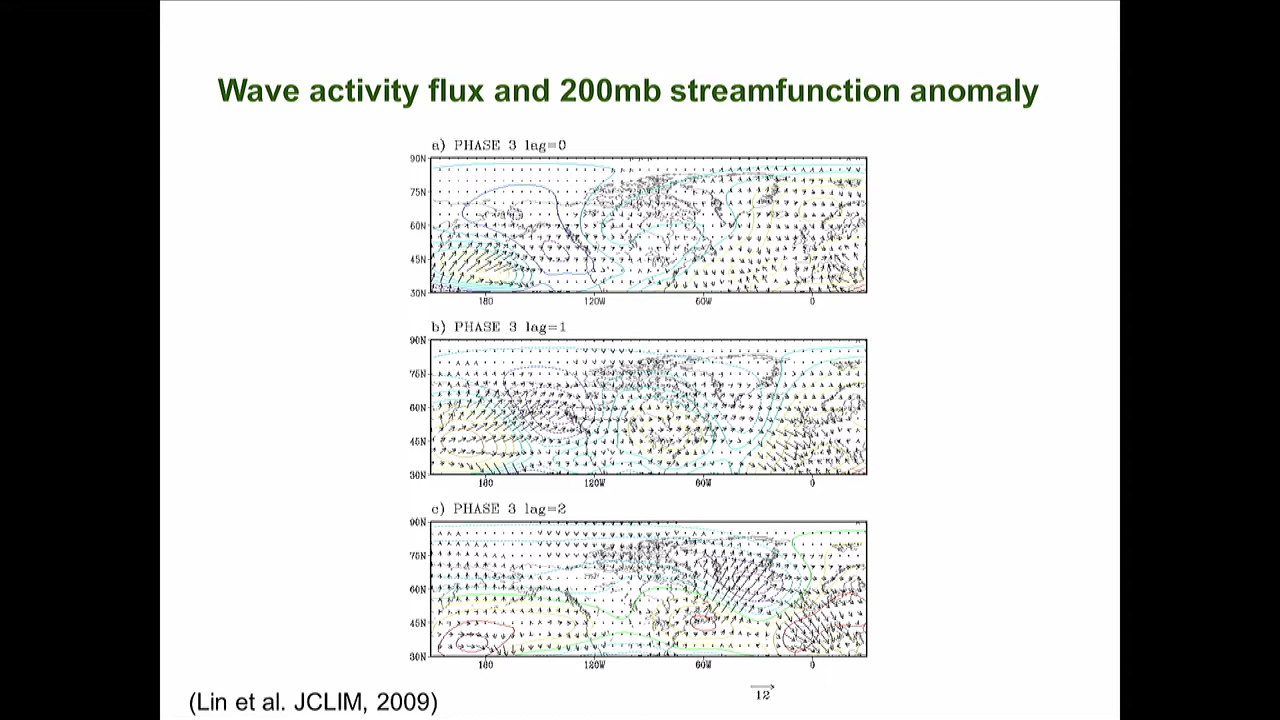 Wave activity flux and 200mb streamfunction anomaly
a) PHASE 3 lag=0
90N
75N
60N
45N
30N
180 120W 60W 0
b) PHASE 3 lag=1
90N
75N
60N
45N
30N
180 120W 60W 0
c) PHASE 3 lag=2
90N
75N
60N
45N
30N
180 120W 60W 0
12
(Lin et al. JCLIM, 2009)